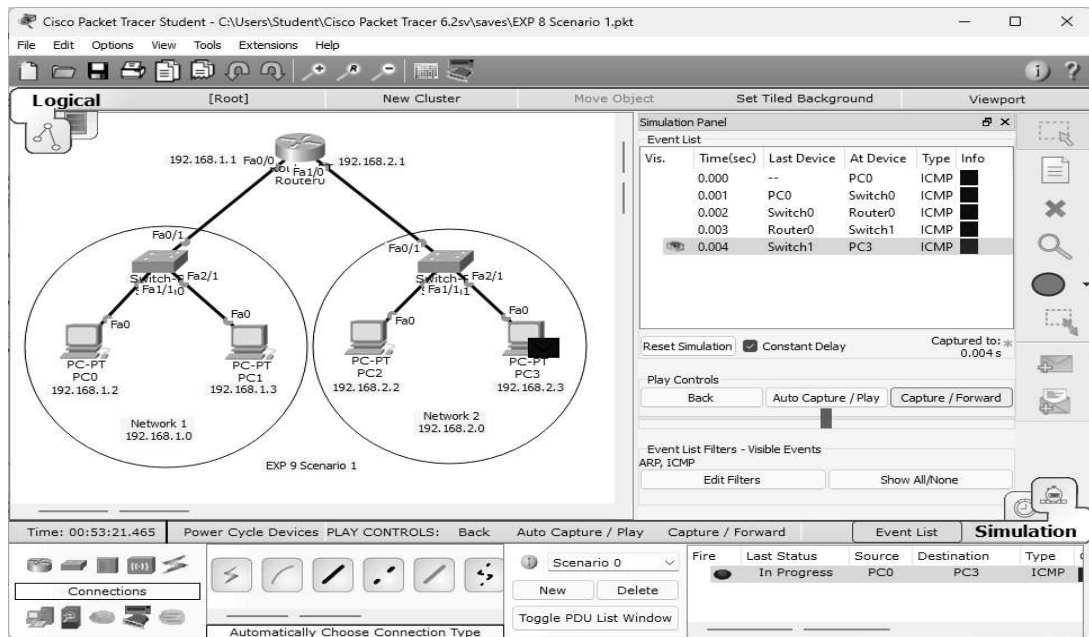 Cisco Packet Tracer Student - C:\Users\Student\Cisco Packet Tracer 6.2sv\saves\EXP 8 Scenario 1.pkt
File Edit Options View Tools Extensions Help
Logical [Root] New Cluster Move Object Set Tiled Background Viewport
192.168.1.1 Fa0/0 192.168.2.1
Fa1/0
Router0
Fa0/1 Fa0/1
Switch- Fa2/1 Switch- Fa2/1
Fa1/1 Fa1/1
Fa0 Fa0 Fa0 Fa0
PC-PT PC-PT PC-PT PC-PT
PC0 PC1 PC2 PC3
192.168.1.2 192.168.1.3 192.168.2.2 192.168.2.3
Network 1 Network 2
192.168.1.0 192.168.2.0
EXP 9 Scenario 1
Simulation Panel
Event List
Vis. Time(sec) Last Device At Device Type Info
0.000 -- PC0 ICMP
0.001 PC0 Switch0 ICMP
0.002 Switch0 Router0 ICMP
0.003 Router0 Switch1 ICMP
0.004 Switch1 PC3 ICMP
Reset Simulation Constant Delay Captured to: *
0.004 s
Play Controls
Back Auto Capture / Play Capture / Forward
Event List Filters - Visible Events
ARP, ICMP
Edit Filters Show All/None
Time: 00:53:21.465 Power Cycle Devices PLAY CONTROLS: Back Auto Capture / Play Capture / Forward Event List Simulation
Connections
Automatically Choose Connection Type
Scenario 0
New Delete
Toggle PDU List Window
Fire Last Status Source Destination Type
In Progress PC0 PC3 ICMP